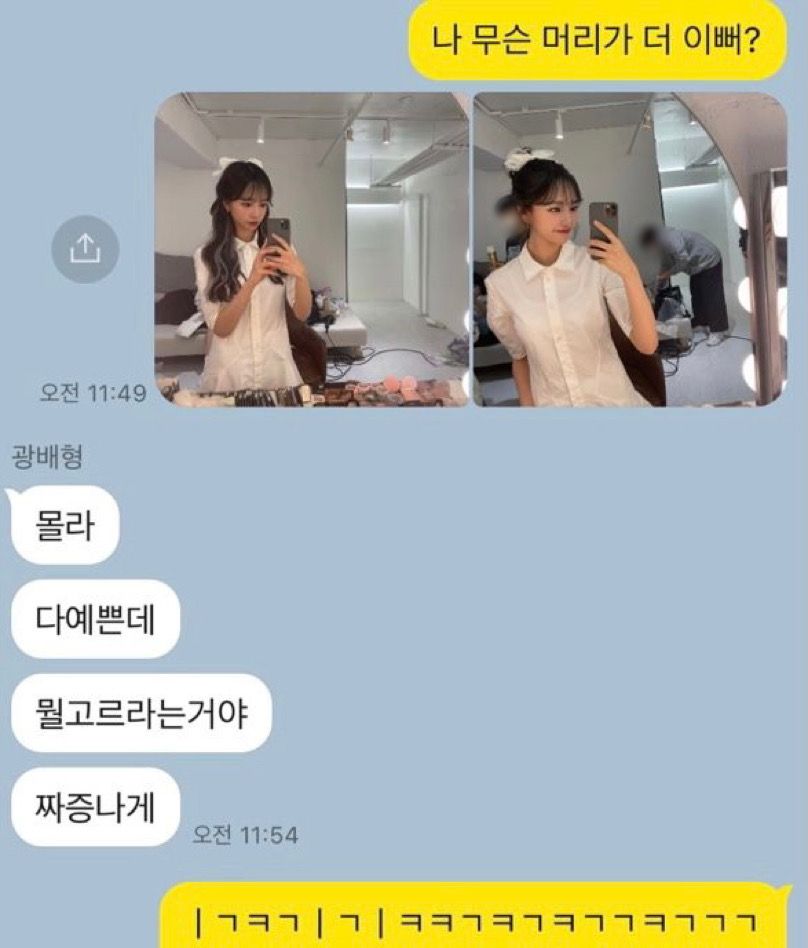 나 무슨 머리가 더 이뻐?
오전 11:49
광배형
몰라
다예쁜데
뭘고르라는거야
짜증나게
오전 11:54
ㅣㄱㅋㄱㅣㄱㅣㅋㅋㄱㅋㄱㅋㄱㄱㅋㄱㄱㄱ